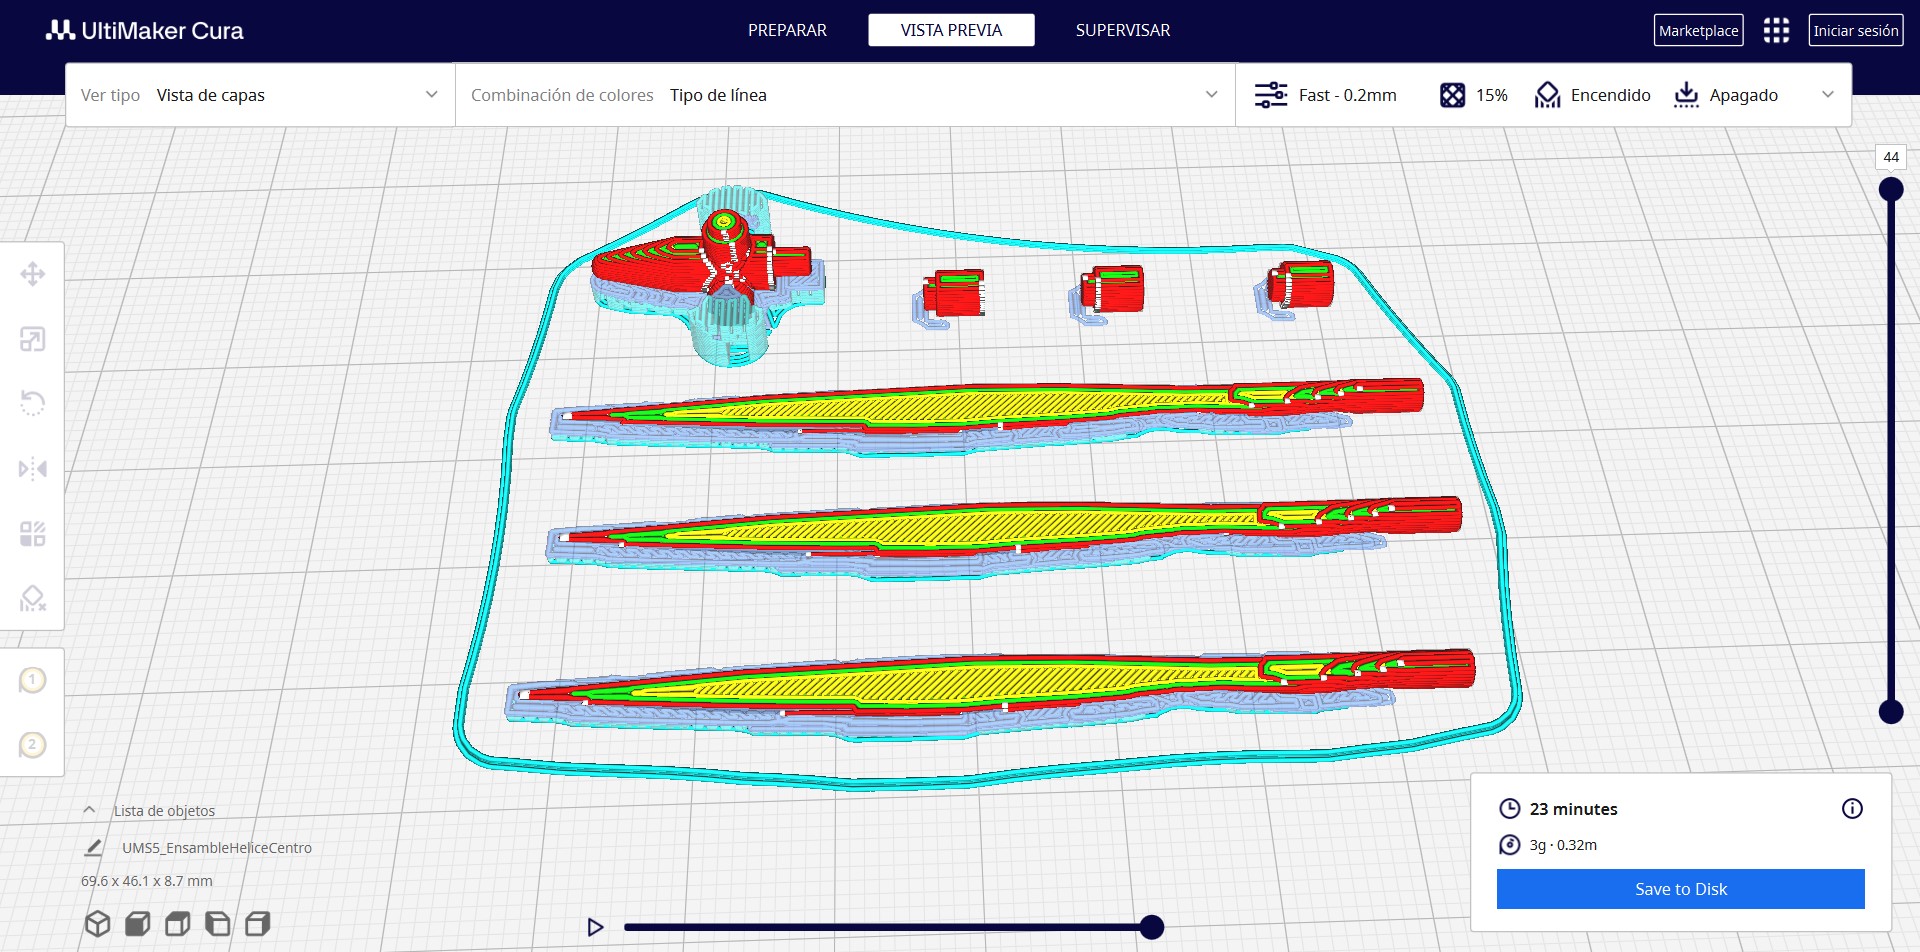 UltiMaker Cura
PREPARAR
VISTA PREVIA
SUPERVISAR
Marketplace
Iniciar sesión
Ver tipo Vista de capas
Combinación de colores Tipo de línea
Fast - 0.2mm
15%
Encendido
Apagado
44
1
2
Lista de objetos
UMS5_EnsambleHeliceCentro
69.6 x 46.1 x 8.7 mm
23 minutes
3g · 0.32m
Save to Disk